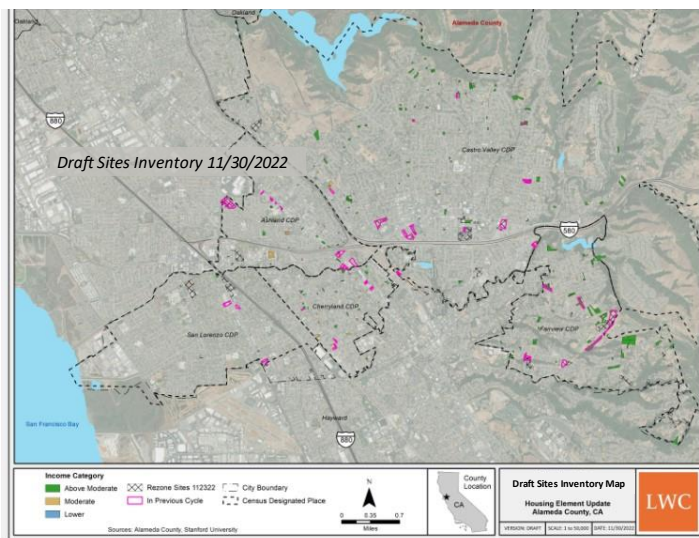 Oakland
Oakland
Alameda County
880
Draft Sites Inventory 11/30/2022
Castro Valley CDP
Ashland CDP
580
Cherryland CDP
San Lorenzo CDP
Fairview CDP
San Francisco Bay
Hayward
880
Income Category
Above Moderate
Moderate
Lower
Rezone Sites 112322
In Previous Cycle
City Boundary
Census Designated Place
Sources: Alameda County, Stanford University
N
0 0.35 0.7
Miles
County
Location
CA
Draft Sites Inventory Map
Housing Element Update
Alameda County, CA
VERSION: DRAFT SCALE: 1 to 50,000 DATE: 11/30/2022
LWC